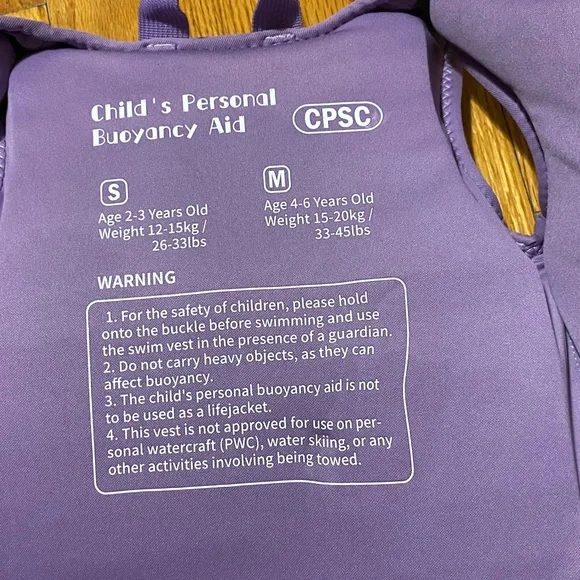 Child's Personal
Buoyancy Aid
CPSC
S
Age 2-3 Years Old
Weight 12-15kg /
26-33lbs
M
Age 4-6 Years Old
Weight 15-20kg /
33-45lbs
WARNING
1. For the safety of children, please hold
onto the buckle before swimming and use
the swim vest in the presence of a guardian.
2. Do not carry heavy objects, as they can
affect buoyancy.
3. The child's personal buoyancy aid is not
to be used as a lifejacket.
4. This vest is not approved for use on per-
sonal watercraft (PWC), water skiing, or any
other activities involving being towed.